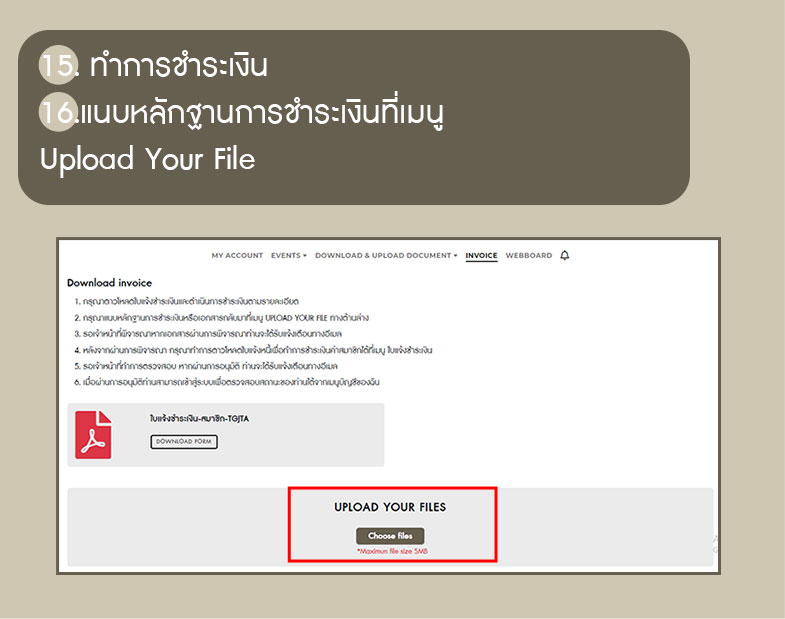 15. ทำการชำระเงิน
16.แนบหลักฐานการชำระเงินที่เมนู
Upload Your File
MY ACCOUNT EVENTS DOWNLOAD & UPLOAD DOCUMENT INVOICE WEBBOARD
Download invoice
1. กรุณาดาวโหลดใบแจ้งชำระเงินและดำเนินการชำระเงินตามรายละเอียด
2. กรุณาแนบหลักฐานการชำระเงินหรือเอกสารกลับมาที่เมนู UPLOAD YOUR FILE ทางด้านล่าง
3. รอเจ้าหน้าที่พิจารณาหากเอกสารผ่านการพิจารณาท่านจะได้รับแจ้งเตือนทางอีเมล
4. หลังจากผ่านการพิจารณา กรุณาทำการดาวโหลดใบแจ้งหนี้เพื่อทำการชำระเงินค่าสมาชิกได้ที่เมนู ใบแจ้งชำระเงิน
5. รอเจ้าหน้าที่ทำการตรวจสอบ หากผ่านการอนุมัติ ท่านจะได้รับแจ้งเตือนทางอีเมล
6. เมื่อผ่านการอนุมัติท่านสามารถเข้าสู่ระบบเพื่อตรวจสอบสถานะของท่านได้จากเมนูบัญชีของฉัน
ใบแจ้งชำระเงิน-สมาชิก-TGJTA
DOWNLOAD FORM
UPLOAD YOUR FILES
Choose files
*Maximun file size 5MB